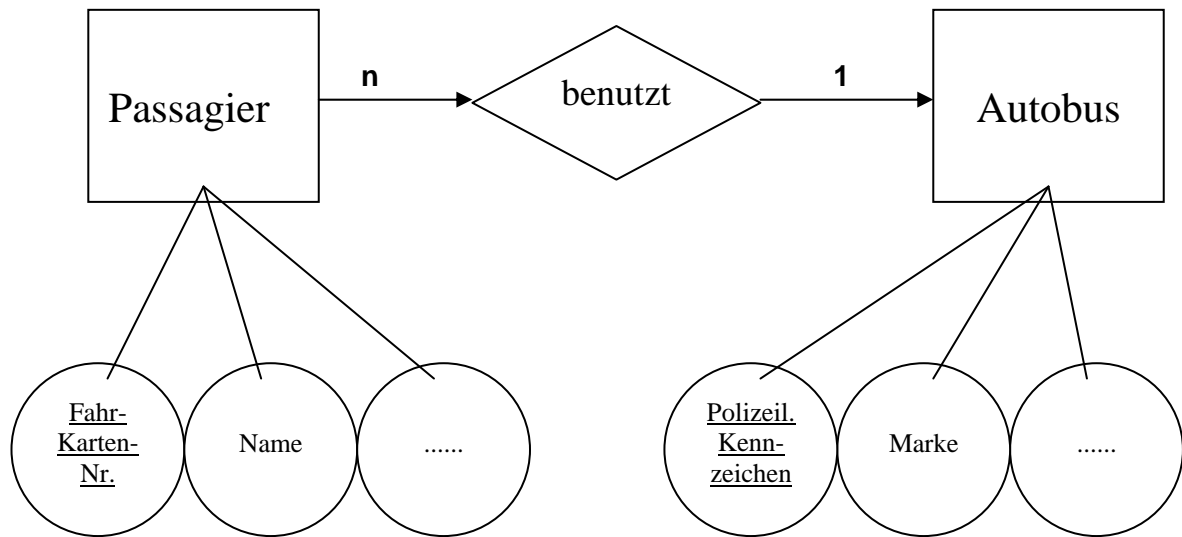 n
1
Passagier
benutzt
Autobus
Fahr-
Karten-
Nr.
Name
......
Polizeil.
Kenn-
zeichen
Marke
......